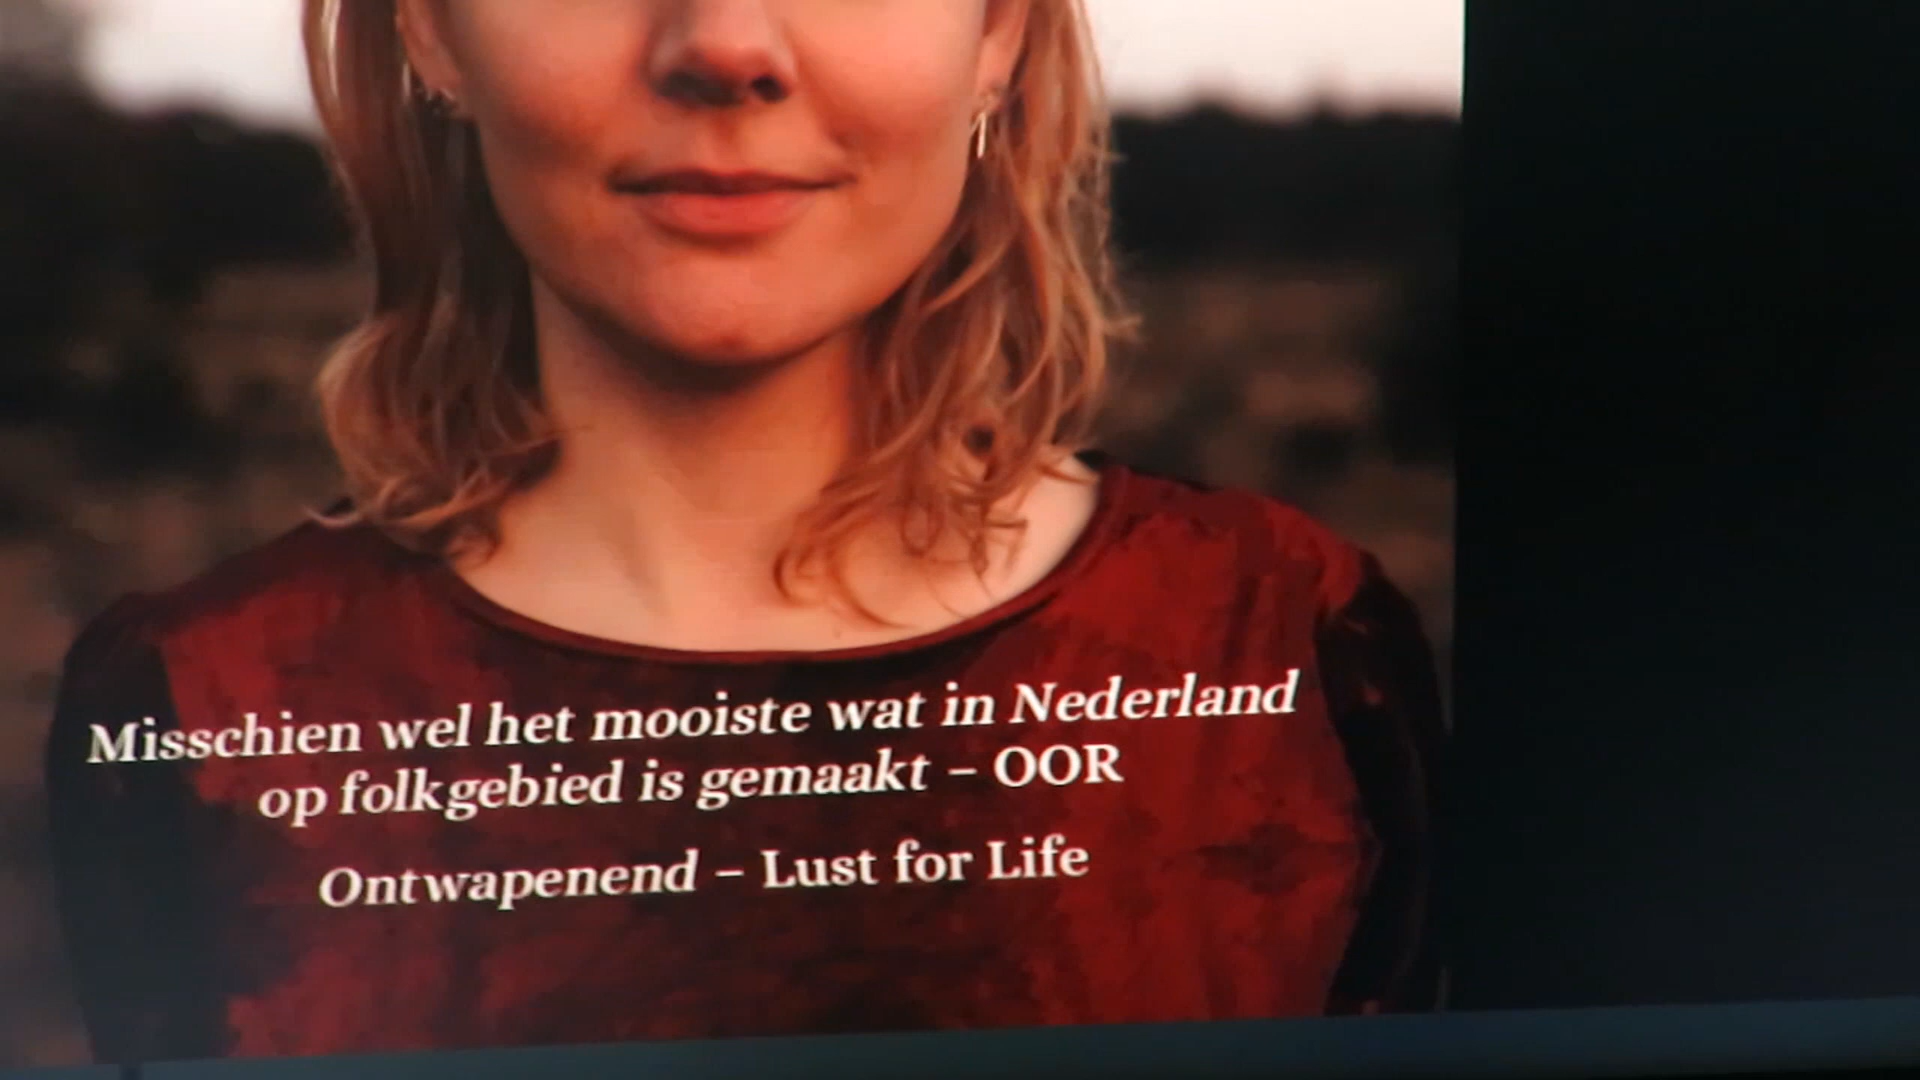 Misschien wel het mooiste wat in Nederland
op folkgebied is gemaakt – OOR
Ontwapenend – Lust for Life